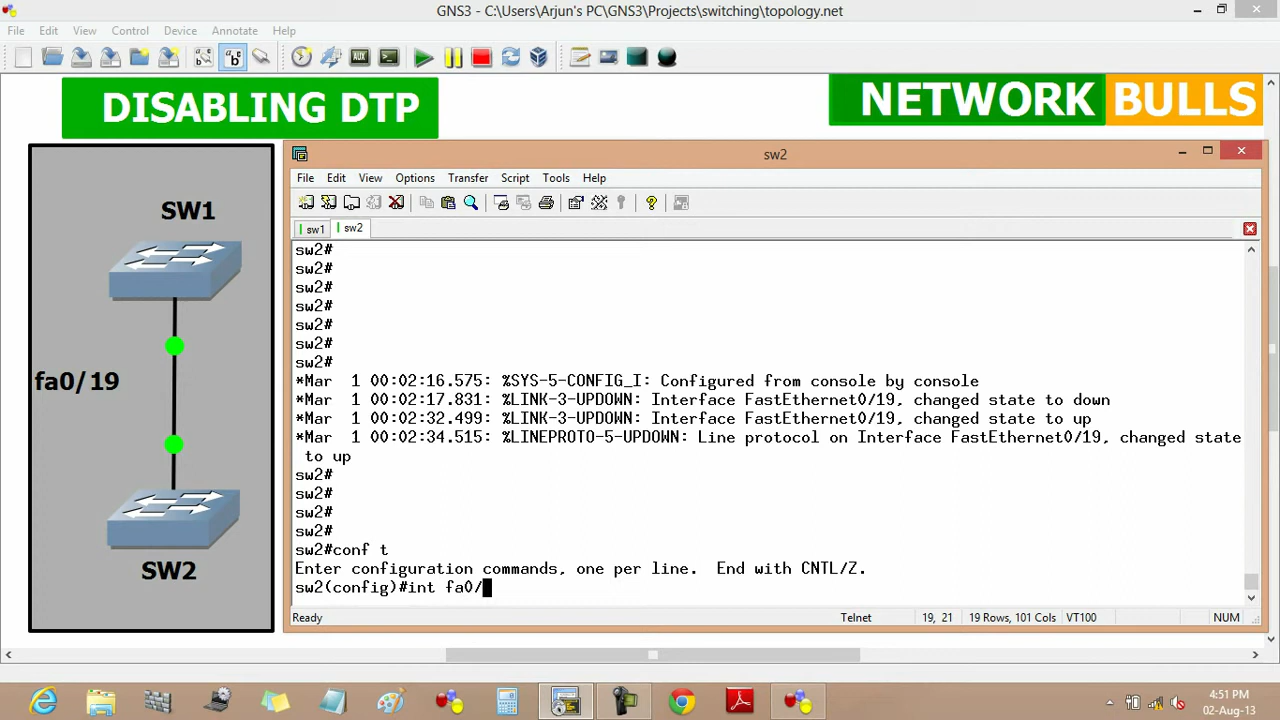 GNS3 - C:\Users\Arjun's PC\GNS3\Projects\switching\topology.net
File Edit View Control Device Annotate Help
DISABLING DTP
NETWORK BULLS
SW1
fa0/19
SW2
sw2
File Edit View Options Transfer Script Tools Help
sw1 sw2
sw2#
sw2#
sw2#
sw2#
sw2#
sw2#
sw2#
*Mar 1 00:02:16.575: %SYS-5-CONFIG_I: Configured from console by console
*Mar 1 00:02:17.831: %LINK-3-UPDOWN: Interface FastEthernet0/19, changed state to down
*Mar 1 00:02:32.499: %LINK-3-UPDOWN: Interface FastEthernet0/19, changed state to up
*Mar 1 00:02:34.515: %LINEPROTO-5-UPDOWN: Line protocol on Interface FastEthernet0/19, changed state
to up
sw2#
sw2#
sw2#
sw2#
sw2#conf t
Enter configuration commands, one per line. End with CNTL/Z.
sw2(config)#int fa0/
Ready Telnet 19, 21 19 Rows, 101 Cols VT100 NUM
4:51 PM
02-Aug-13